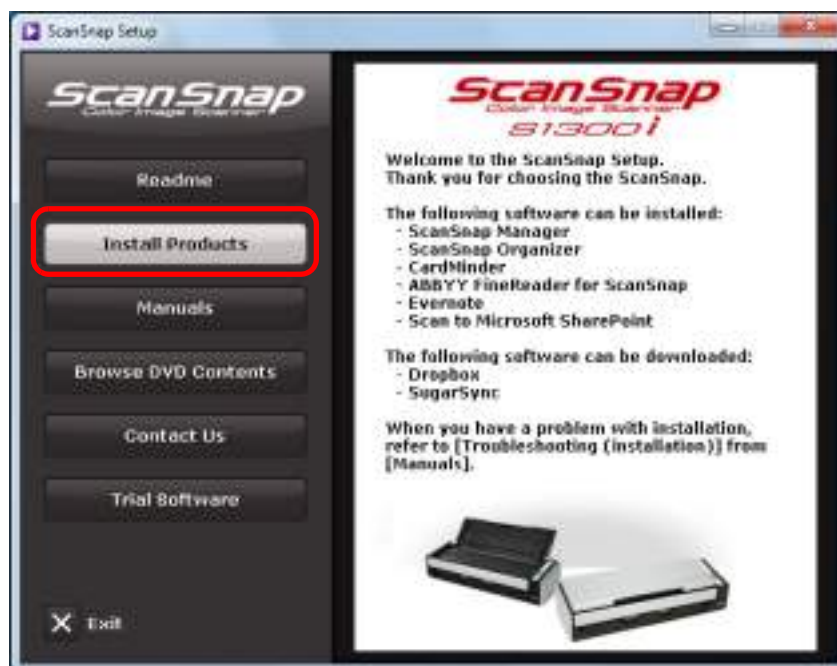 ScanSnap Setup
ScanSnap
Color Image Scanner
Readme
Install Products
Manuals
Browse DVD Contents
Contact Us
Trial Software
Exit
ScanSnap
Color Image Scanner
S1300i
Welcome to the ScanSnap Setup.
Thank you for choosing the ScanSnap.
The following software can be installed:
- ScanSnap Manager
- ScanSnap Organizer
- CardMinder
- ABBYY FineReader for ScanSnap
- Evernote
- Scan to Microsoft SharePoint
The following software can be downloaded:
- Dropbox
- SugarSync
When you have a problem with installation,
refer to [Troubleshooting (installation)] from
[Manuals].